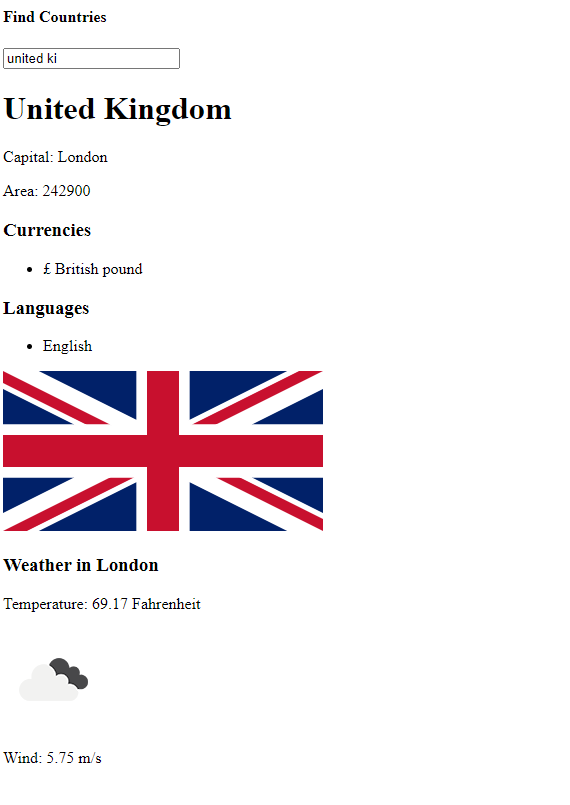 Find Countries
united ki
United Kingdom
Capital: London
Area: 242900
Currencies
£ British pound
Languages
English
Weather in London
Temperature: 69.17 Fahrenheit
Wind: 5.75 m/s